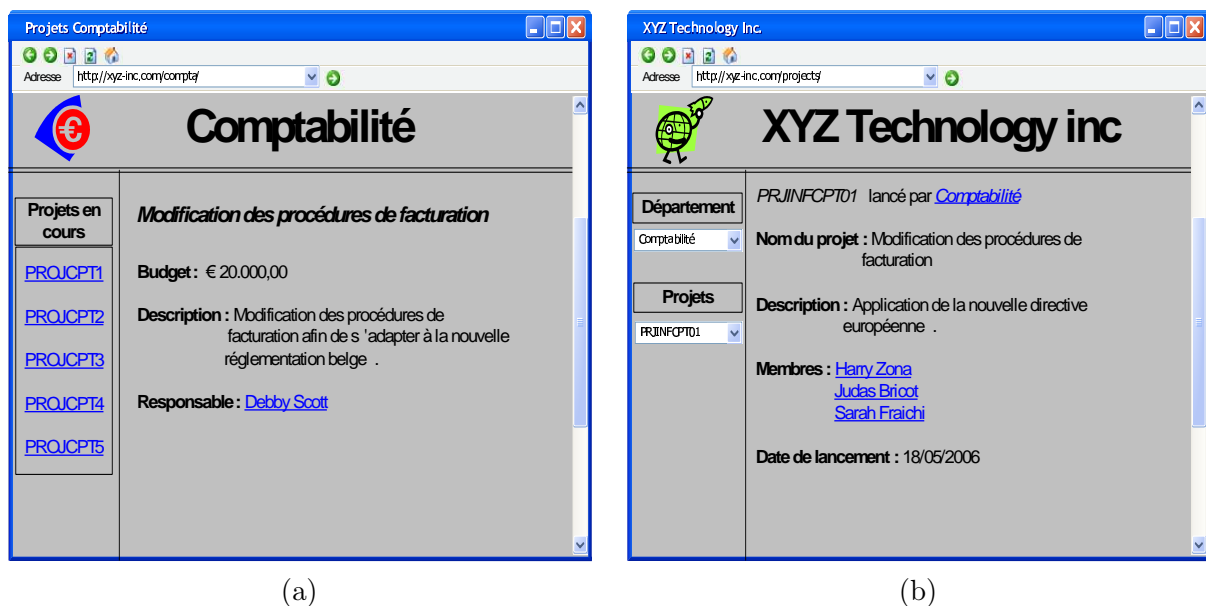 Projets Comptabilité
Adresse http://xyz-inc.com/compta/
€
Comptabilité
Projets en
cours
PROJCPT1
PROJCPT2
PROJCPT3
PROJCPT4
PROJCPT5
Modification des procédures de facturation
Budget : € 20.000,00
Description : Modification des procédures de
facturation afin de s 'adapter à la nouvelle
réglementation belge .
Responsable : Debby Scott
(a)
XYZ Technology Inc.
Adresse http://xyz-inc.com/projects/
XYZ Technology inc
Département
Comptabilité
Projets
PRJINFCPT01
PRJINFCPT01 lancé par Comptabilité
Nom du projet : Modification des procédures de
facturation
Description : Application de la nouvelle directive
européenne .
Membres : Harry Zona
Judas Bricot
Sarah Fraichi
Date de lancement : 18/05/2006
(b)